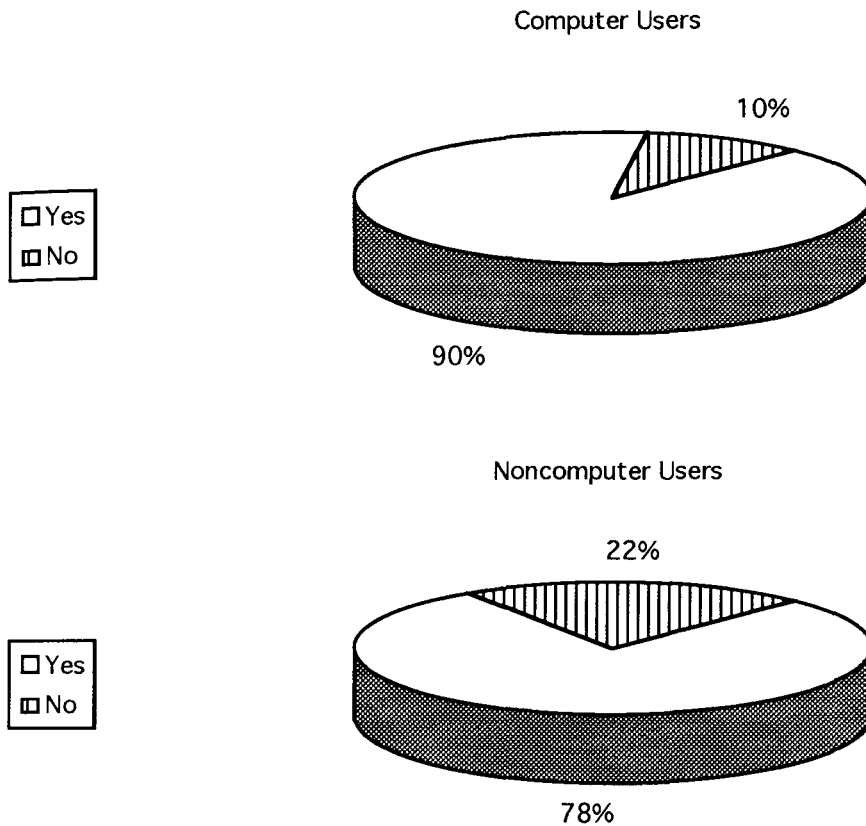 Computer Users
10%
Yes
No
90%
Noncomputer Users
22%
Yes
No
78%